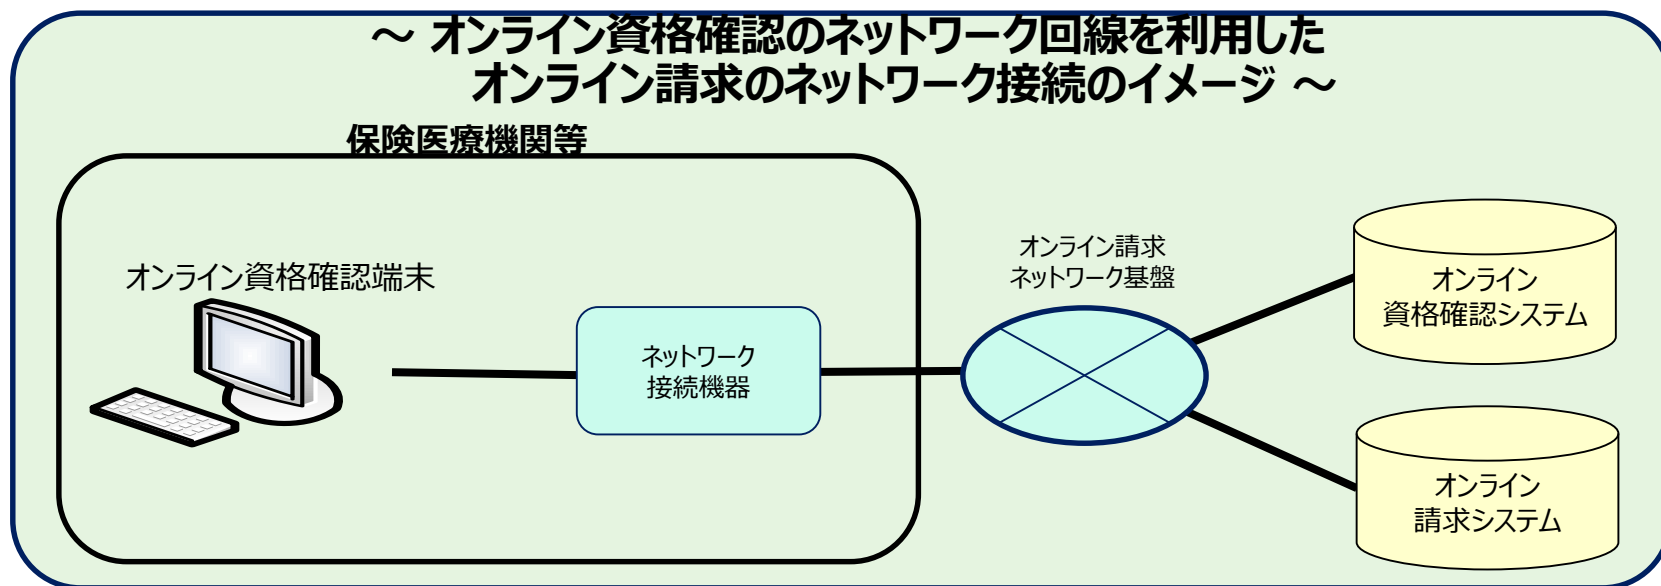 ～ オンライン資格確認のネットワーク回線を利用した
オンライン請求のネットワーク接続のイメージ ～
保険医療機関等
オンライン資格確認端末
ネットワーク
接続機器
オンライン請求
ネットワーク基盤
オンライン
資格確認システム
オンライン
請求システム